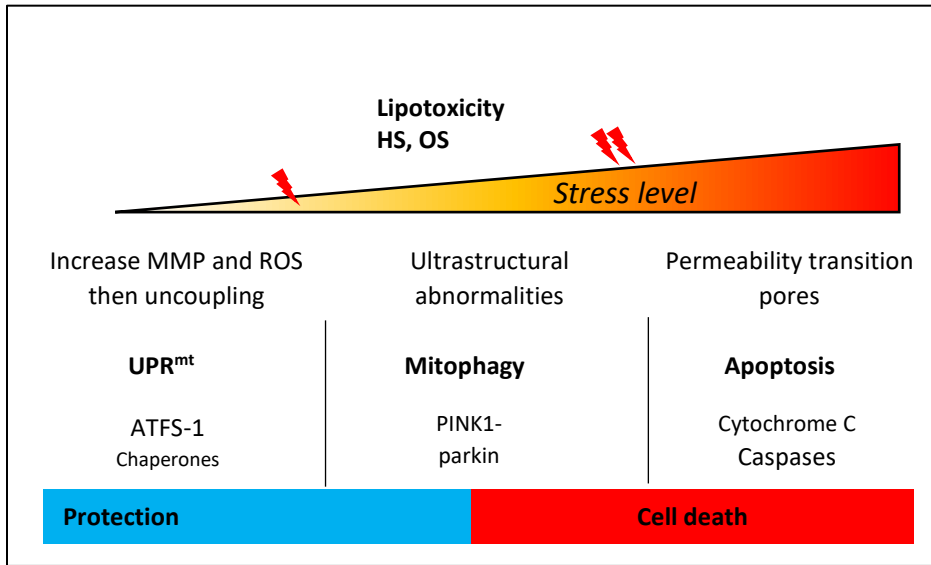 Lipotoxicity
HS, OS
Stress level
Increase MMP and ROS
then uncoupling
Ultrastructural
abnormalities
Permeability transition
pores
UPRᵐᵗ
Mitophagy
Apoptosis
ATFS-1
Chaperones
PINK1-
parkin
Cytochrome C
Caspases
Protection
Cell death